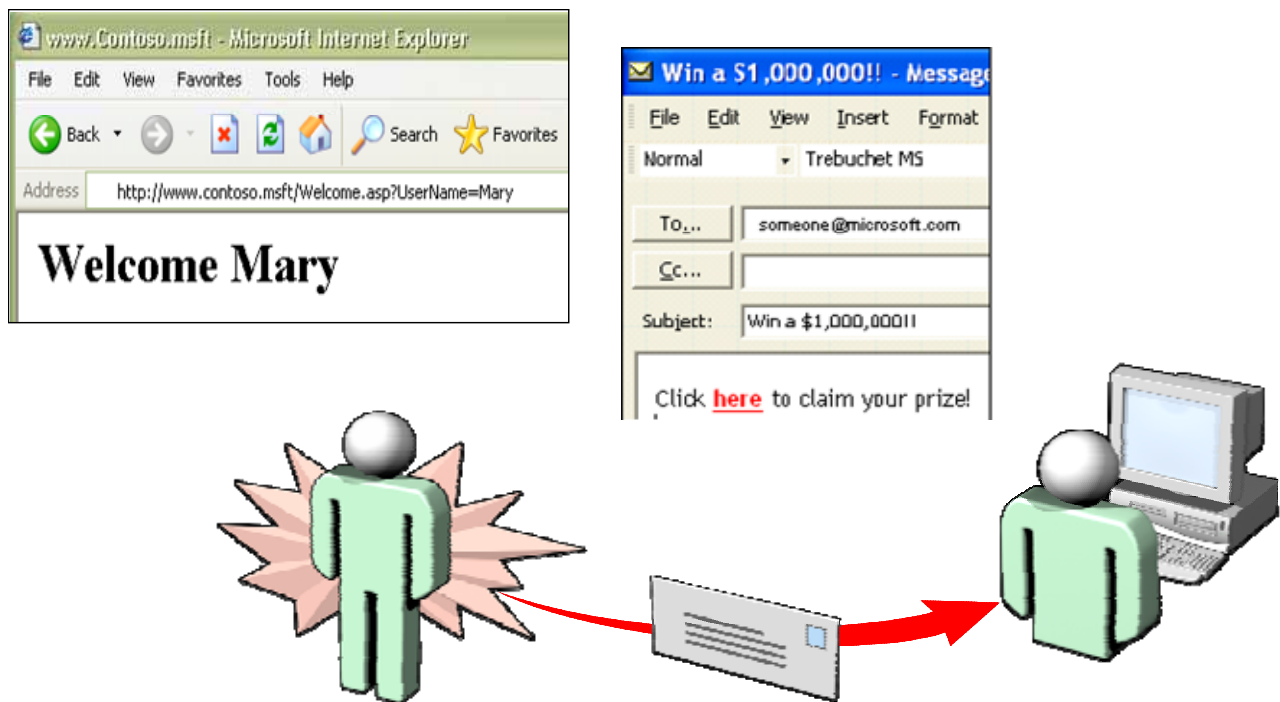 www.Contoso.msft - Microsoft Internet Explorer
File Edit View Favorites Tools Help
Back Search Favorites
Address http://www.contoso.msft/Welcome.asp?UserName=Mary
Welcome Mary
Win a $1,000,000!! - Message
File Edit View Insert Format
Normal Trebuchet MS
To... someone@microsoft.com
Cc...
Subject: Win a $1,000,000!!
Click here to claim your prize!